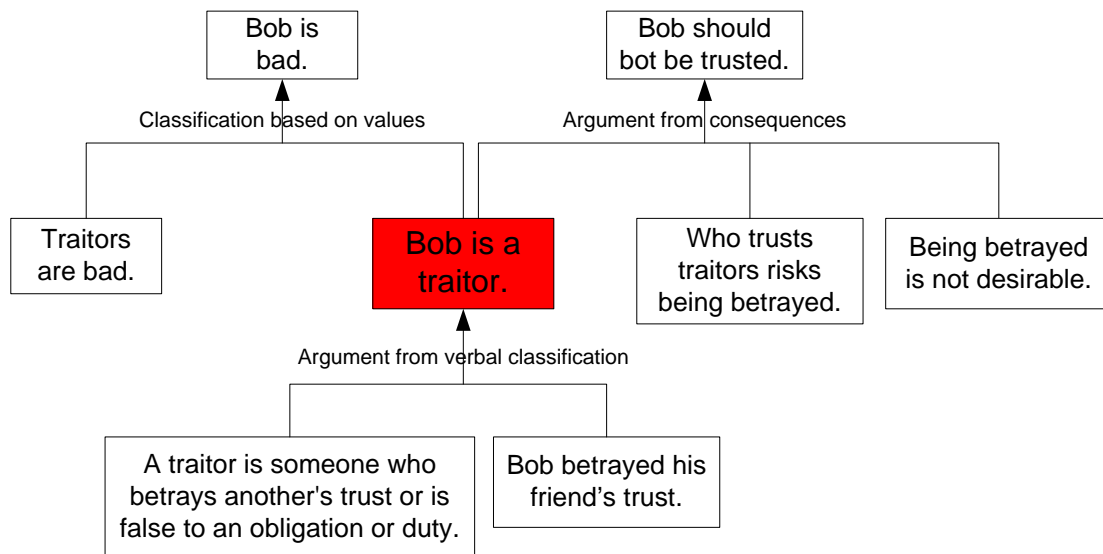 Bob is
bad.
Bob should
bot be trusted.
Classification based on values
Argument from consequences
Traitors
are bad.
Bob is a
traitor.
Who trusts
traitors risks
being betrayed.
Being betrayed
is not desirable.
Argument from verbal classification
A traitor is someone who
betrays another's trust or is
false to an obligation or duty.
Bob betrayed his
friend’s trust.